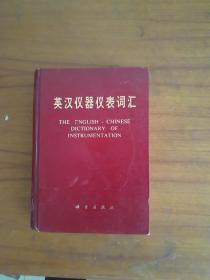 英汉仪器仪表词汇
THE ENGLISH-CHINESE
DICTIONARY OF
INSTRUMENTATION
科学出版社